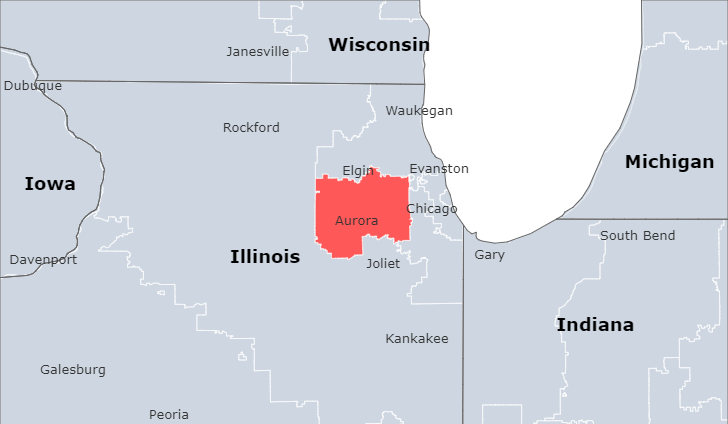 Wisconsin
Janesville
Dubuque
Waukegan
Rockford
Michigan
Elgin
Evanston
Iowa
Chicago
Aurora
South Bend
Illinois
Gary
Davenport
Joliet
Indiana
Kankakee
Galesburg
Peoria